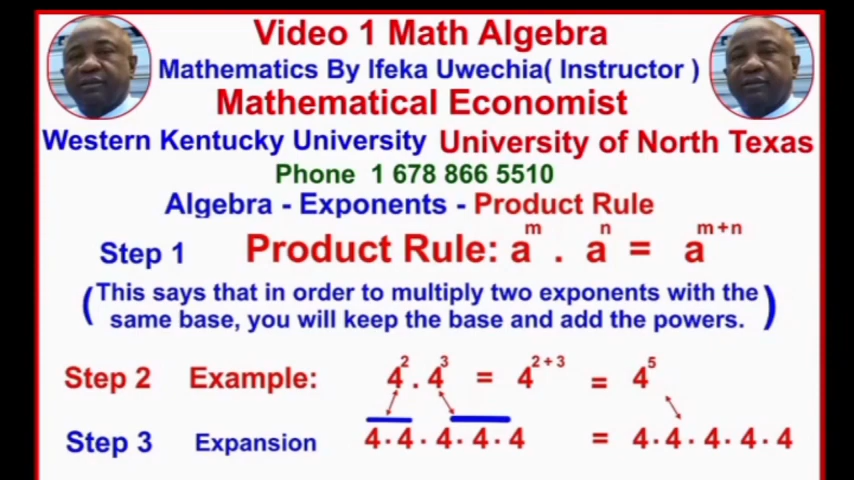 Video 1 Math Algebra
Mathematics By Ifeka Uwechia( Instructor )
Mathematical Economist
Western Kentucky University University of North Texas
Phone 1 678 866 5510
Algebra - Exponents - Product Rule
Step 1 Product Rule: a^m . a^n = a^m+n
(This says that in order to multiply two exponents with the
same base, you will keep the base and add the powers.)
Step 2 Example: 4^2 . 4^3 = 4^2+3 = 4^5
Step 3 Expansion 4 · 4 · 4 · 4 · 4 = 4 · 4 · 4 · 4 · 4